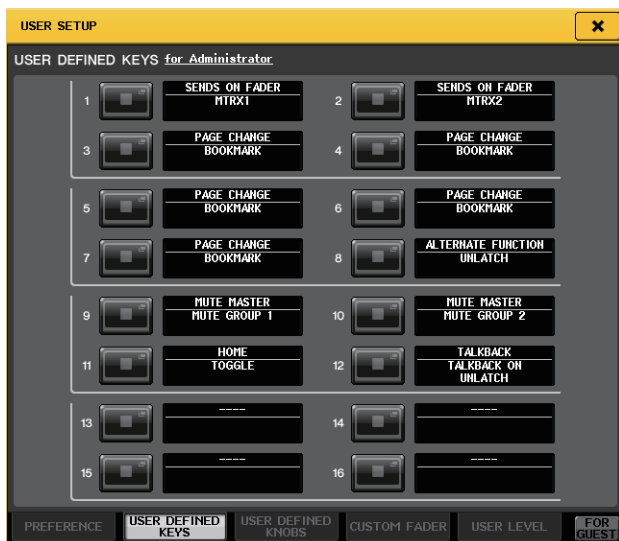 USER SETUP
USER DEFINED KEYS for Administrator
1 SENDS ON FADER 2 SENDS ON FADER
MTRX1 MTRX2
3 PAGE CHANGE 4 PAGE CHANGE
BOOKMARK BOOKMARK
5 PAGE CHANGE 6 PAGE CHANGE
BOOKMARK BOOKMARK
7 PAGE CHANGE 8 ALTERNATE FUNCTION
BOOKMARK UNLATCH
9 MUTE MASTER 10 MUTE MASTER
MUTE GROUP 1 MUTE GROUP 2
11 HOME 12 TALKBACK
TOGGLE TALKBACK ON
UNLATCH
13 ---- 14 ----
15 ---- 16 ----
PREFERENCE USER DEFINED KEYS USER DEFINED KNOBS CUSTOM FADER USER LEVEL FOR GUEST